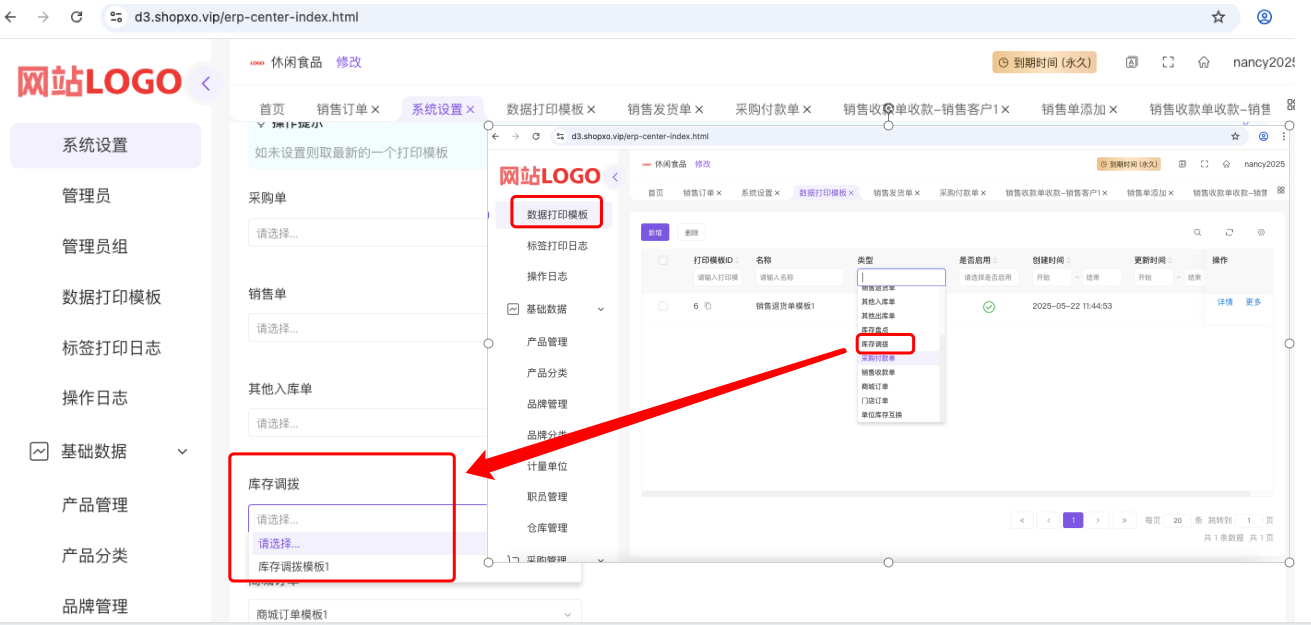 d3.shopxo.vip/erp-center-index.html
网站LOGO
LOGO 休闲食品 修改
到期时间 (永久)
nancy2025
首页 销售订单 × 系统设置 × 数据打印模板 × 销售发货单 × 采购付款单 × 销售收款单收款-销售客户1 × 销售单添加 × 销售收款单收款-销售
系统设置
管理员
管理员组
数据打印模板
标签打印日志
操作日志
基础数据
产品管理
产品分类
品牌管理
操作提示
如未设置则取最新的一个打印模板
采购单
请选择...
销售单
请选择...
其他入库单
请选择...
库存调拨
请选择...
请选择...
库存调拨模板1
商城订单
商城订单模板1
d3.shopxo.vip/erp-center-index.html
网站LOGO
休闲食品 修改
到期时间 (永久)
nancy2025
首页 销售订单 × 系统设置 × 数据打印模板 × 销售发货单 × 采购付款单 × 销售收款单收款-销售客户1 × 销售单添加 × 销售收款单收款-销售
数据打印模板
标签打印日志
操作日志
基础数据
产品管理
产品分类
品牌管理
品牌分类
计量单位
职员管理
仓库管理
采购管理
新增 删除
打印模板ID 名称 类型 是否启用 创建时间 更新时间 操作
请输入打印模 请输入名称 请选择是否启用 开始 - 结束 开始 - 结束
6 销售退货单模板1 2025-05-22 11:44:53 详情 更多
销售退货单
其他入库单
其他出库单
库存盘点
库存调拨
采购付款单
销售收款单
商城订单
门店订单
单位库存互换
« ‹ 1 › » 每页 20 条 跳转到 1 页
共 1 条数据 共 1 页